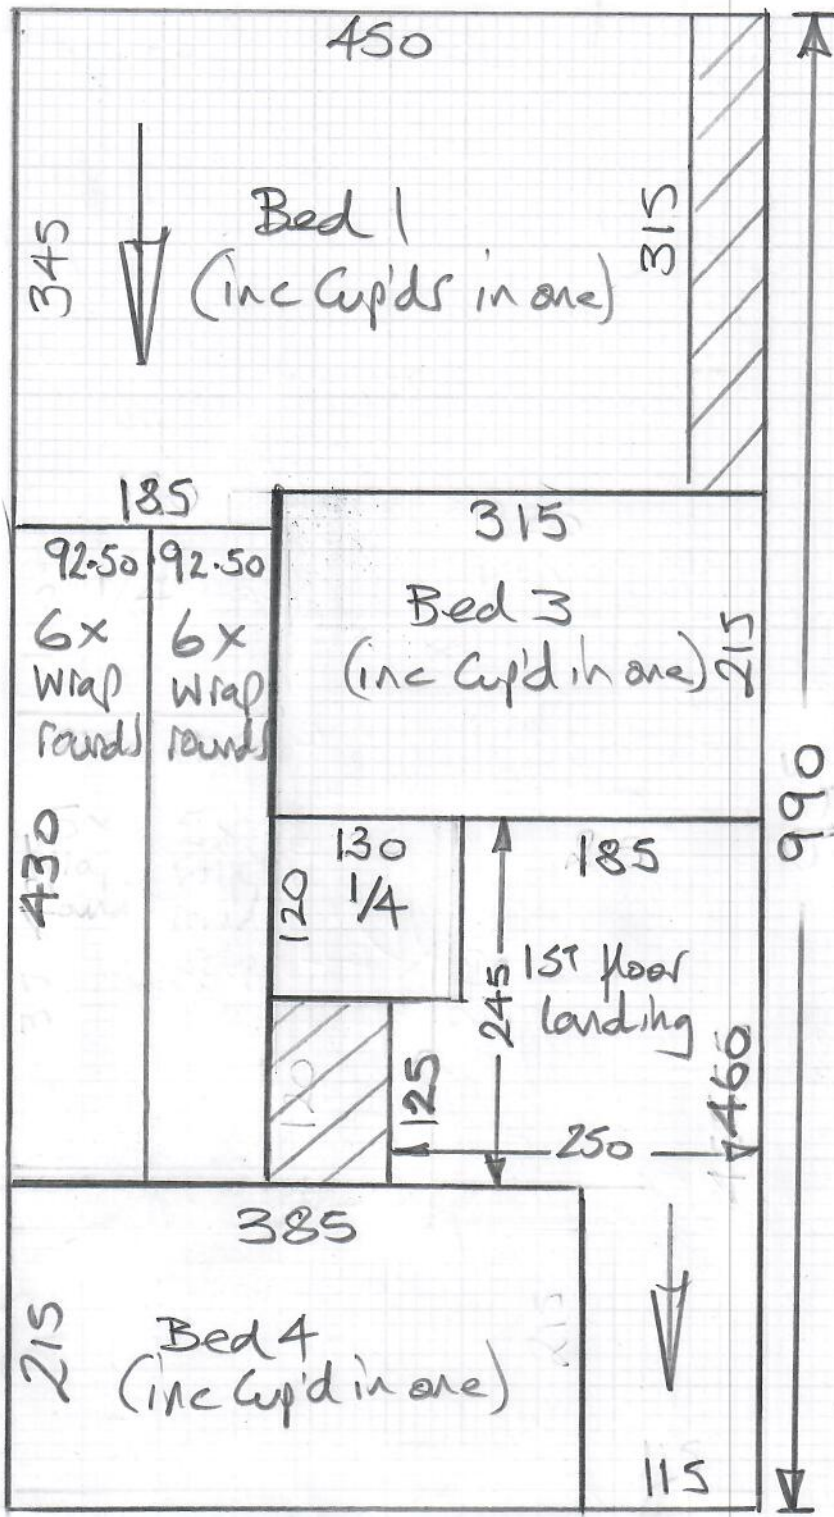 450
345
Bed 1
(inc Cup'ds in one)
315
185
92.50
92.50
6x
wrap
rounds
6x
wrap
rounds
430
315
Bed 3
(inc Cup'd in one)
215
990
130
1/4
120
185
1ST floor
landing
245
125
460
250
120
385
215
Bed 4
(inc Cup'd in one)
115